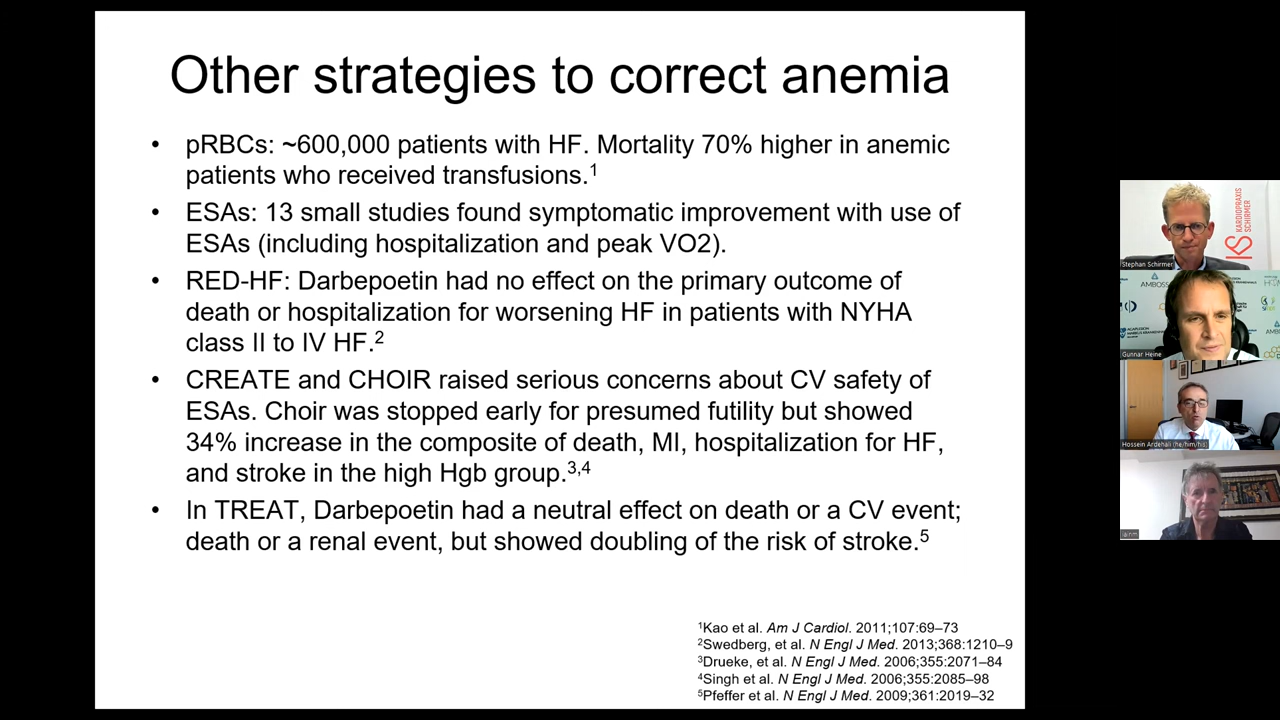 Other strategies to correct anemia
• pRBCs: ~600,000 patients with HF. Mortality 70% higher in anemic
patients who received transfusions.1
• ESAs: 13 small studies found symptomatic improvement with use of
ESAs (including hospitalization and peak VO2).
• RED-HF: Darbepoetin had no effect on the primary outcome of
death or hospitalization for worsening HF in patients with NYHA
class II to IV HF.2
• CREATE and CHOIR raised serious concerns about CV safety of
ESAs. Choir was stopped early for presumed futility but showed
34% increase in the composite of death, MI, hospitalization for HF,
and stroke in the high Hgb group.3,4
• In TREAT, Darbepoetin had a neutral effect on death or a CV event;
death or a renal event, but showed doubling of the risk of stroke.5
1Kao et al. Am J Cardiol. 2011;107:69–73
2Swedberg, et al. N Engl J Med. 2013;368:1210–9
3Drueke, et al. N Engl J Med. 2006;355:2071–84
4Singh et al. N Engl J Med. 2006;355:2085–98
5Pfeffer et al. N Engl J Med. 2009;361:2019–32
KARDIOPRAXIS
SCHIRMER
Stephan Schirmer
AMBOSS
Gunnar Heine
Hossein Ardehali (he/him/his)